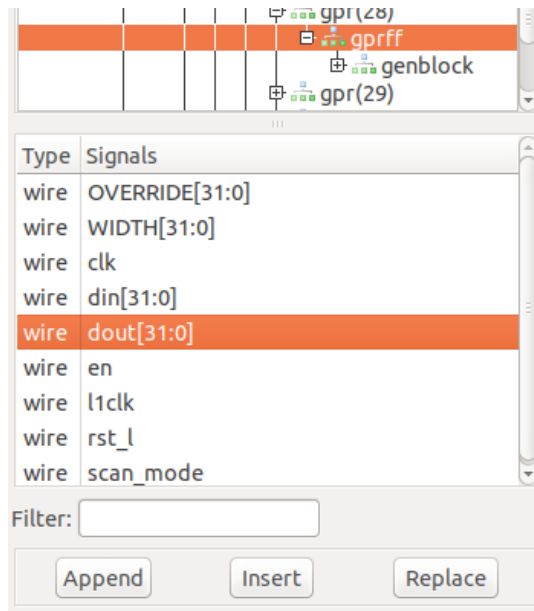 gpr(28)
gprff
genblock
gpr(29)
Type Signals
wire OVERRIDE[31:0]
wire WIDTH[31:0]
wire clk
wire din[31:0]
wire dout[31:0]
wire en
wire l1clk
wire rst_l
wire scan_mode
Filter:
Append Insert Replace